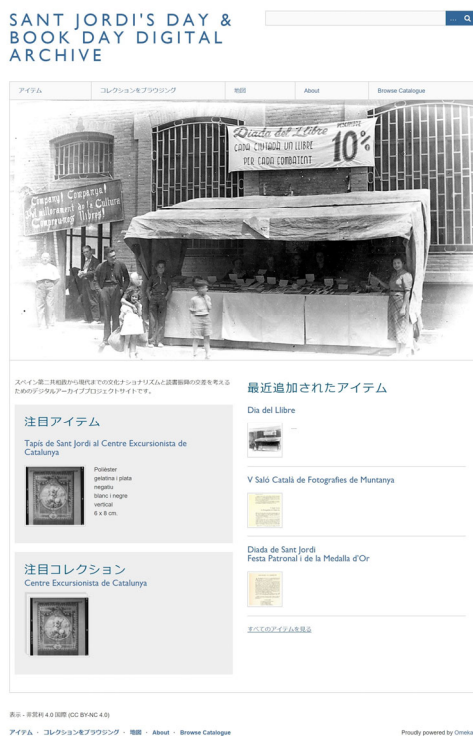 SANT JORDI'S DAY &
BOOK DAY DIGITAL
ARCHIVE
...
アイテム
コレクションをブラウジング
地図
About
Browse Catalogue
Diada del Llibre
DESCOMPTE
10%
CADA CIUTADÀ UN LLIBRE
PER CADA COMBATENT
Company! Companya!
millorament de la Cultura
Compreu
スペイン第二共和政から現代までの文化ナショナリズムと読書振興の交差を考える
ためのデジタルアーカイブプロジェクトサイトです。
注目アイテム
Tapís de Sant Jordi al Centre Excursionista de
Catalunya
Polièster
gelatina i plata
negatiu
blanc i negre
vertical
6 x 8 cm.
注目コレクション
Centre Excursionista de Catalunya
最近追加されたアイテム
Dia del Llibre
...
V Saló Català de Fotografies de Muntanya
Diada de Sant Jordi
Festa Patronal i de la Medalla d'Or
すべてのアイテムを見る
表示 - 非営利 4.0 国際 (CC BY-NC 4.0)
アイテム · コレクションをブラウジング · 地図 · About · Browse Catalogue
Proudly powered by Omeka